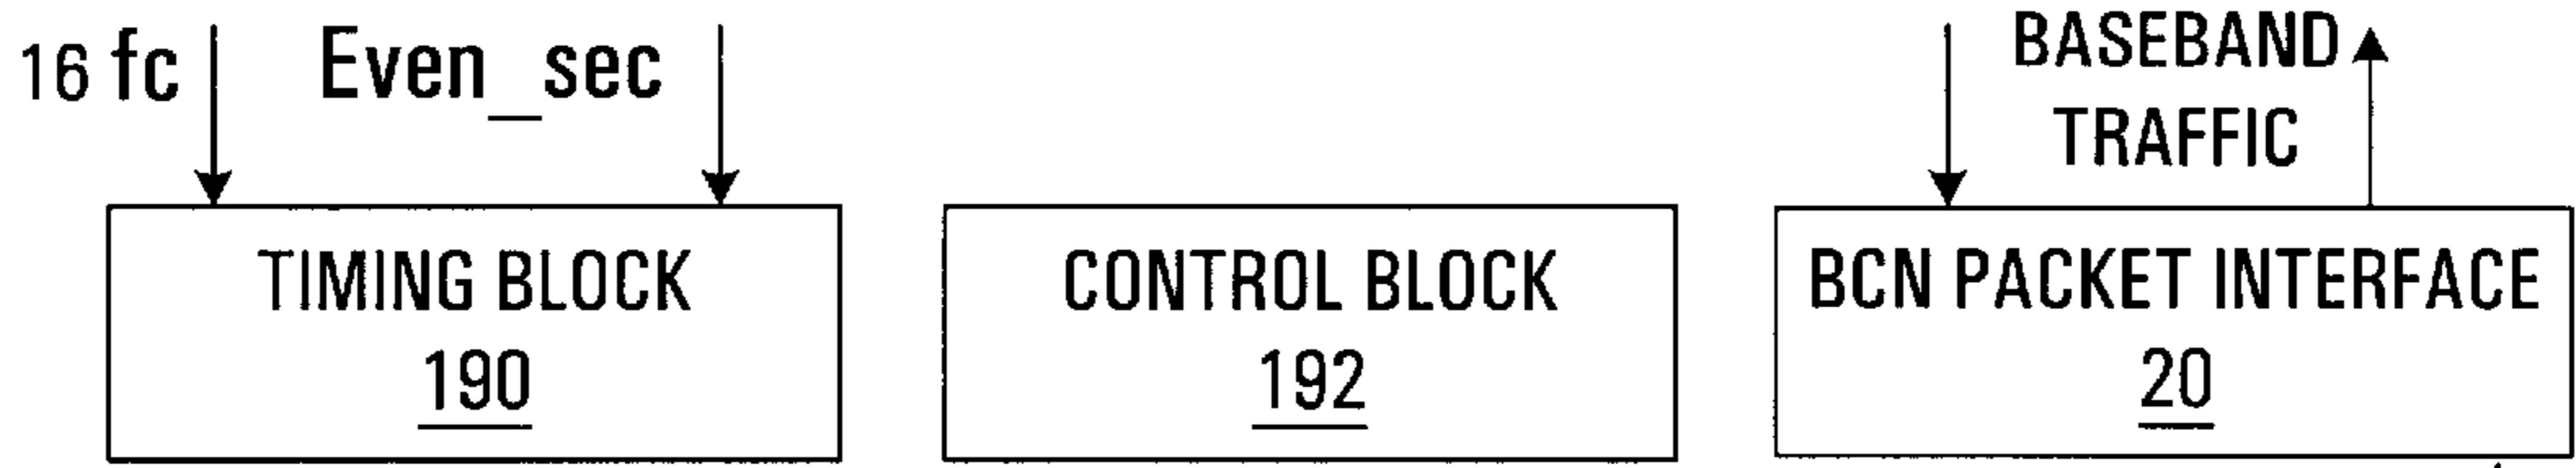 16 fc
Even_sec
BASEBAND
TRAFFIC
TIMING BLOCK
190
CONTROL BLOCK
192
BCN PACKET INTERFACE
20